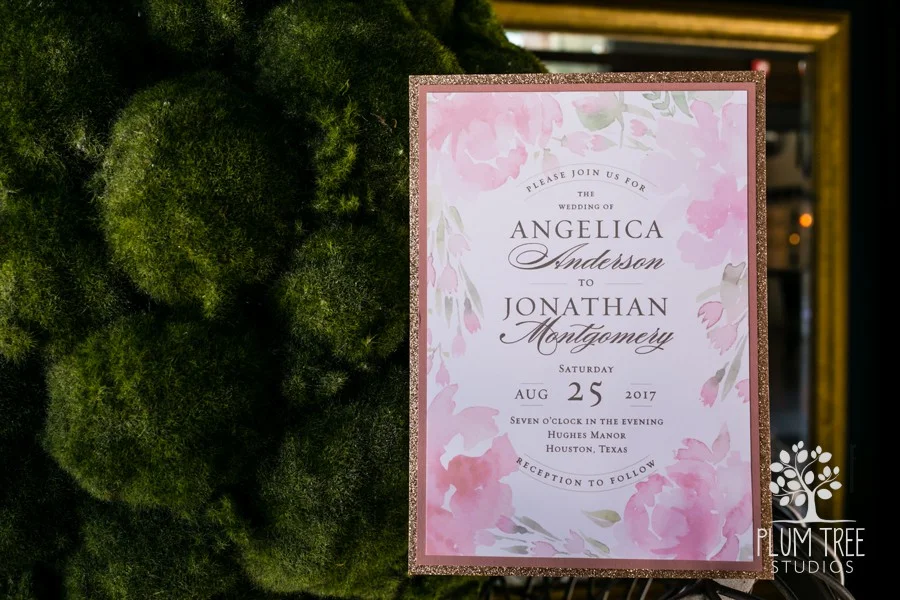 PLEASE JOIN US FOR
THE
WEDDING OF
ANGELICA
Anderson
TO
JONATHAN
Montgomery
SATURDAY
AUG 25 2017
SEVEN O'CLOCK IN THE EVENING
HUGHES MANOR
HOUSTON, TEXAS
RECEPTION TO FOLLOW
PLUM TREE
STUDIOS